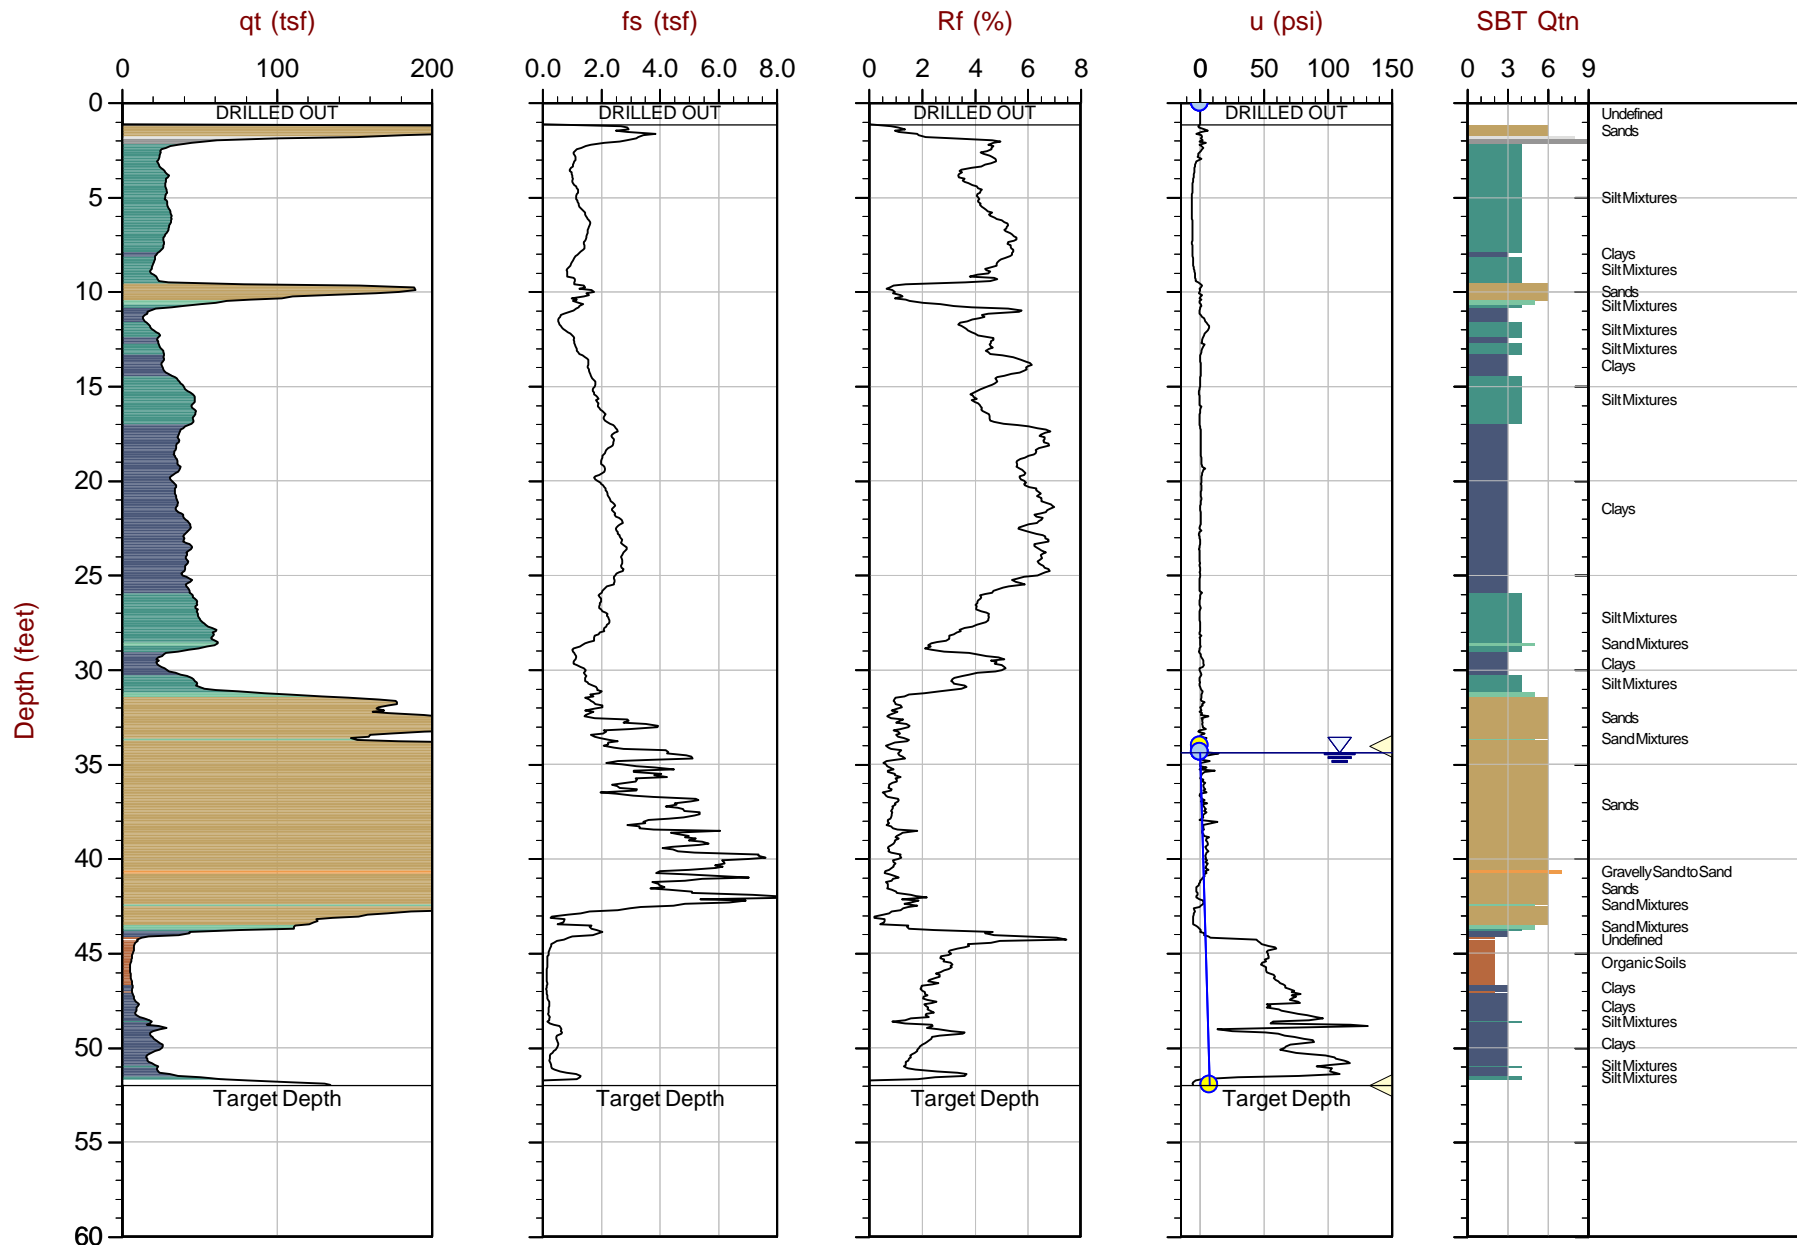 qt (tsf)
fs (tsf)
Rf (%)
u (psi)
SBT Qtn
0 100 200
0.0 2.0 4.0 6.0 8.0
0 2 4 6 8
0 50 100 150
0 3 6 9
Depth (feet)
0
5
10
15
20
25
30
35
40
45
50
55
60
DRILLED OUT
DRILLED OUT
DRILLED OUT
DRILLED OUT
Undefined
Sands
Silt Mixtures
Clays
Silt Mixtures
Sands
Silt Mixtures
Silt Mixtures
Silt Mixtures
Clays
Silt Mixtures
Clays
Silt Mixtures
Sand Mixtures
Clays
Silt Mixtures
Sands
Sand Mixtures
Sands
Gravelly Sand to Sand
Sands
Sand Mixtures
Sand Mixtures
Undefined
Organic Soils
Clays
Clays
Silt Mixtures
Clays
Silt Mixtures
Silt Mixtures
Target Depth
Target Depth
Target Depth
Target Depth